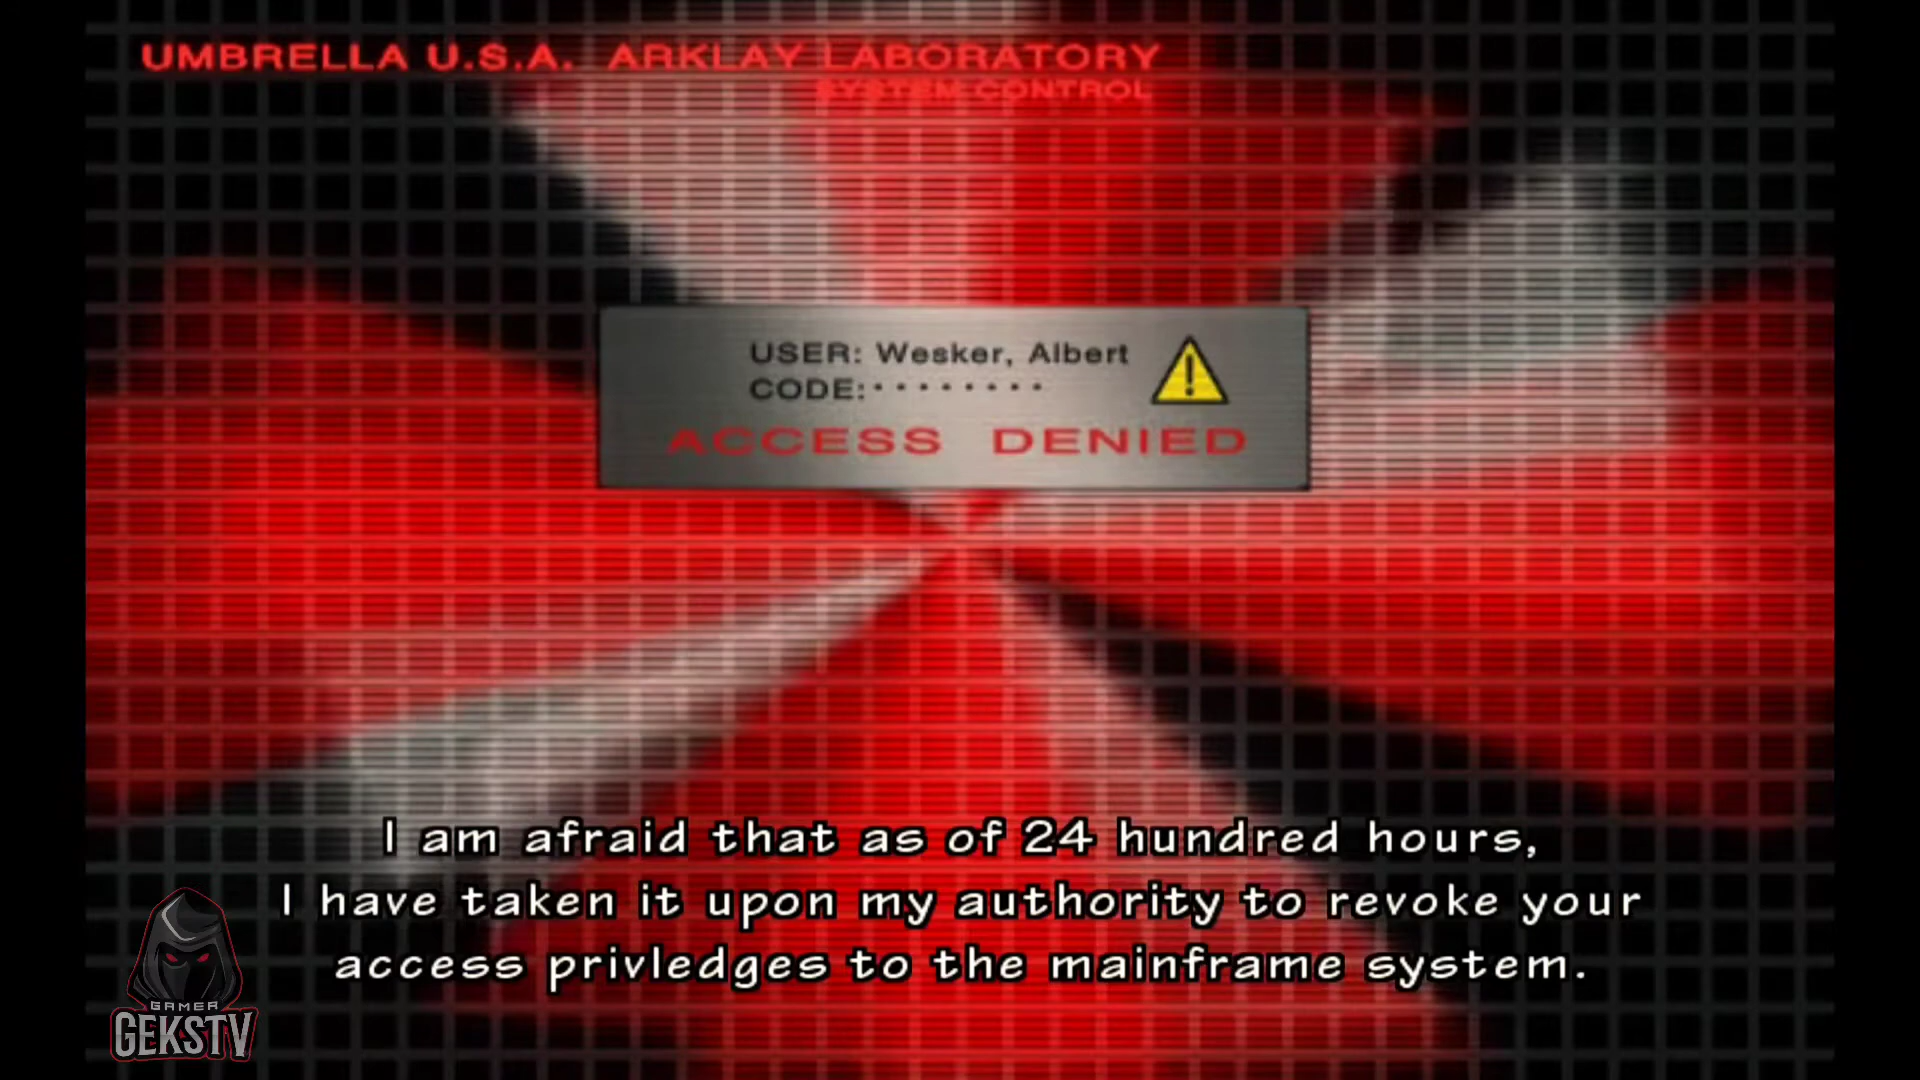 UMBRELLA U.S.A. ARKLAY LABORATORY
SYSTEM CONTROL
USER: Wesker, Albert
CODE:········
ACCESS DENIED
I am afraid that as of 24 hundred hours,
I have taken it upon my authority to revoke your
access privledges to the mainframe system.
GAMER
GEKSTV